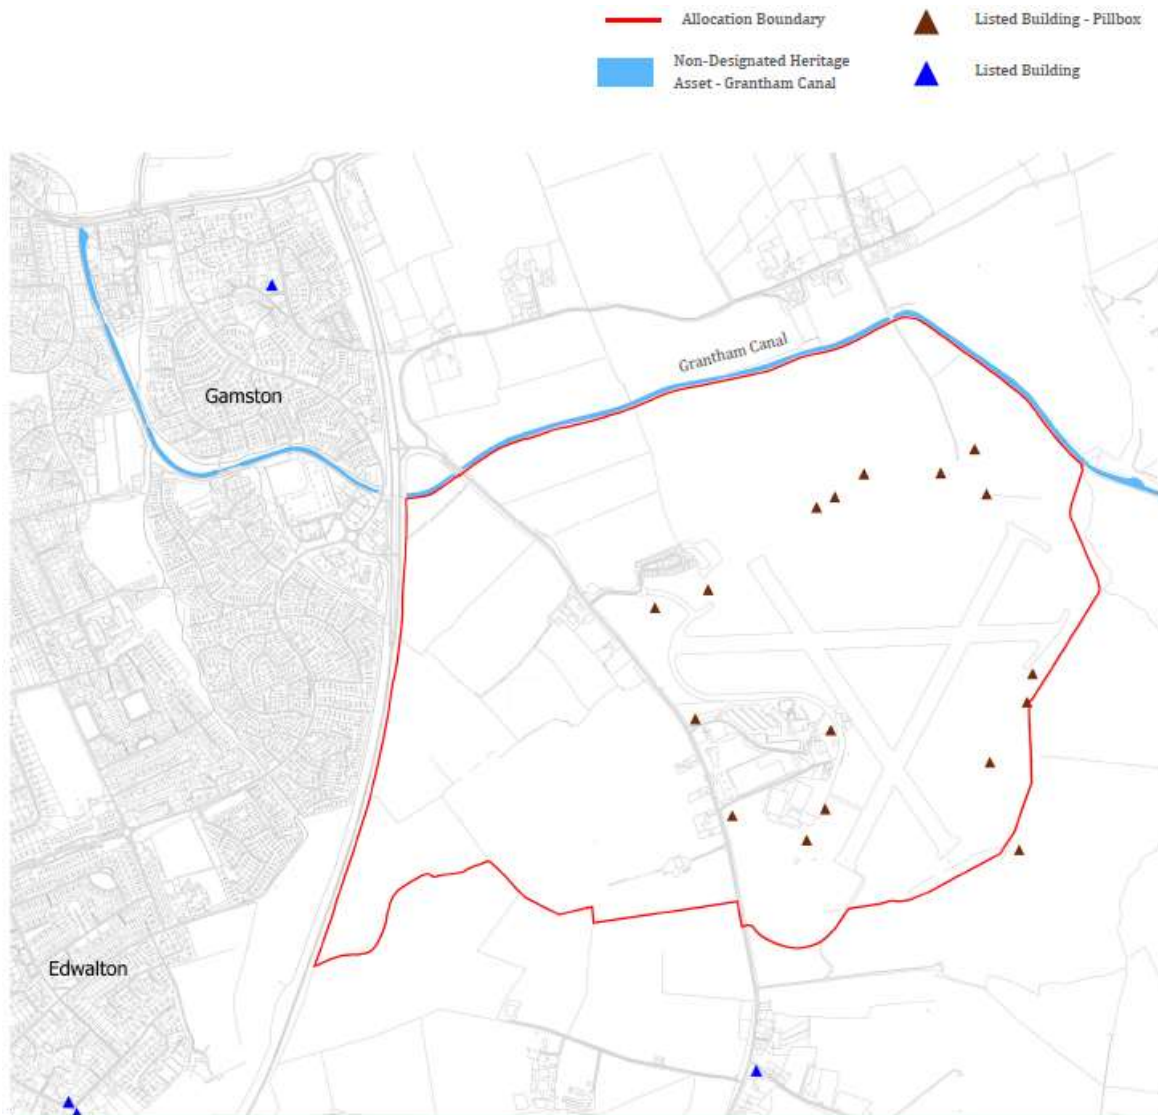 Allocation Boundary
Listed Building - Pillbox
Non-Designated Heritage
Asset - Grantham Canal
Listed Building
Grantham Canal
Gamston
Edwalton